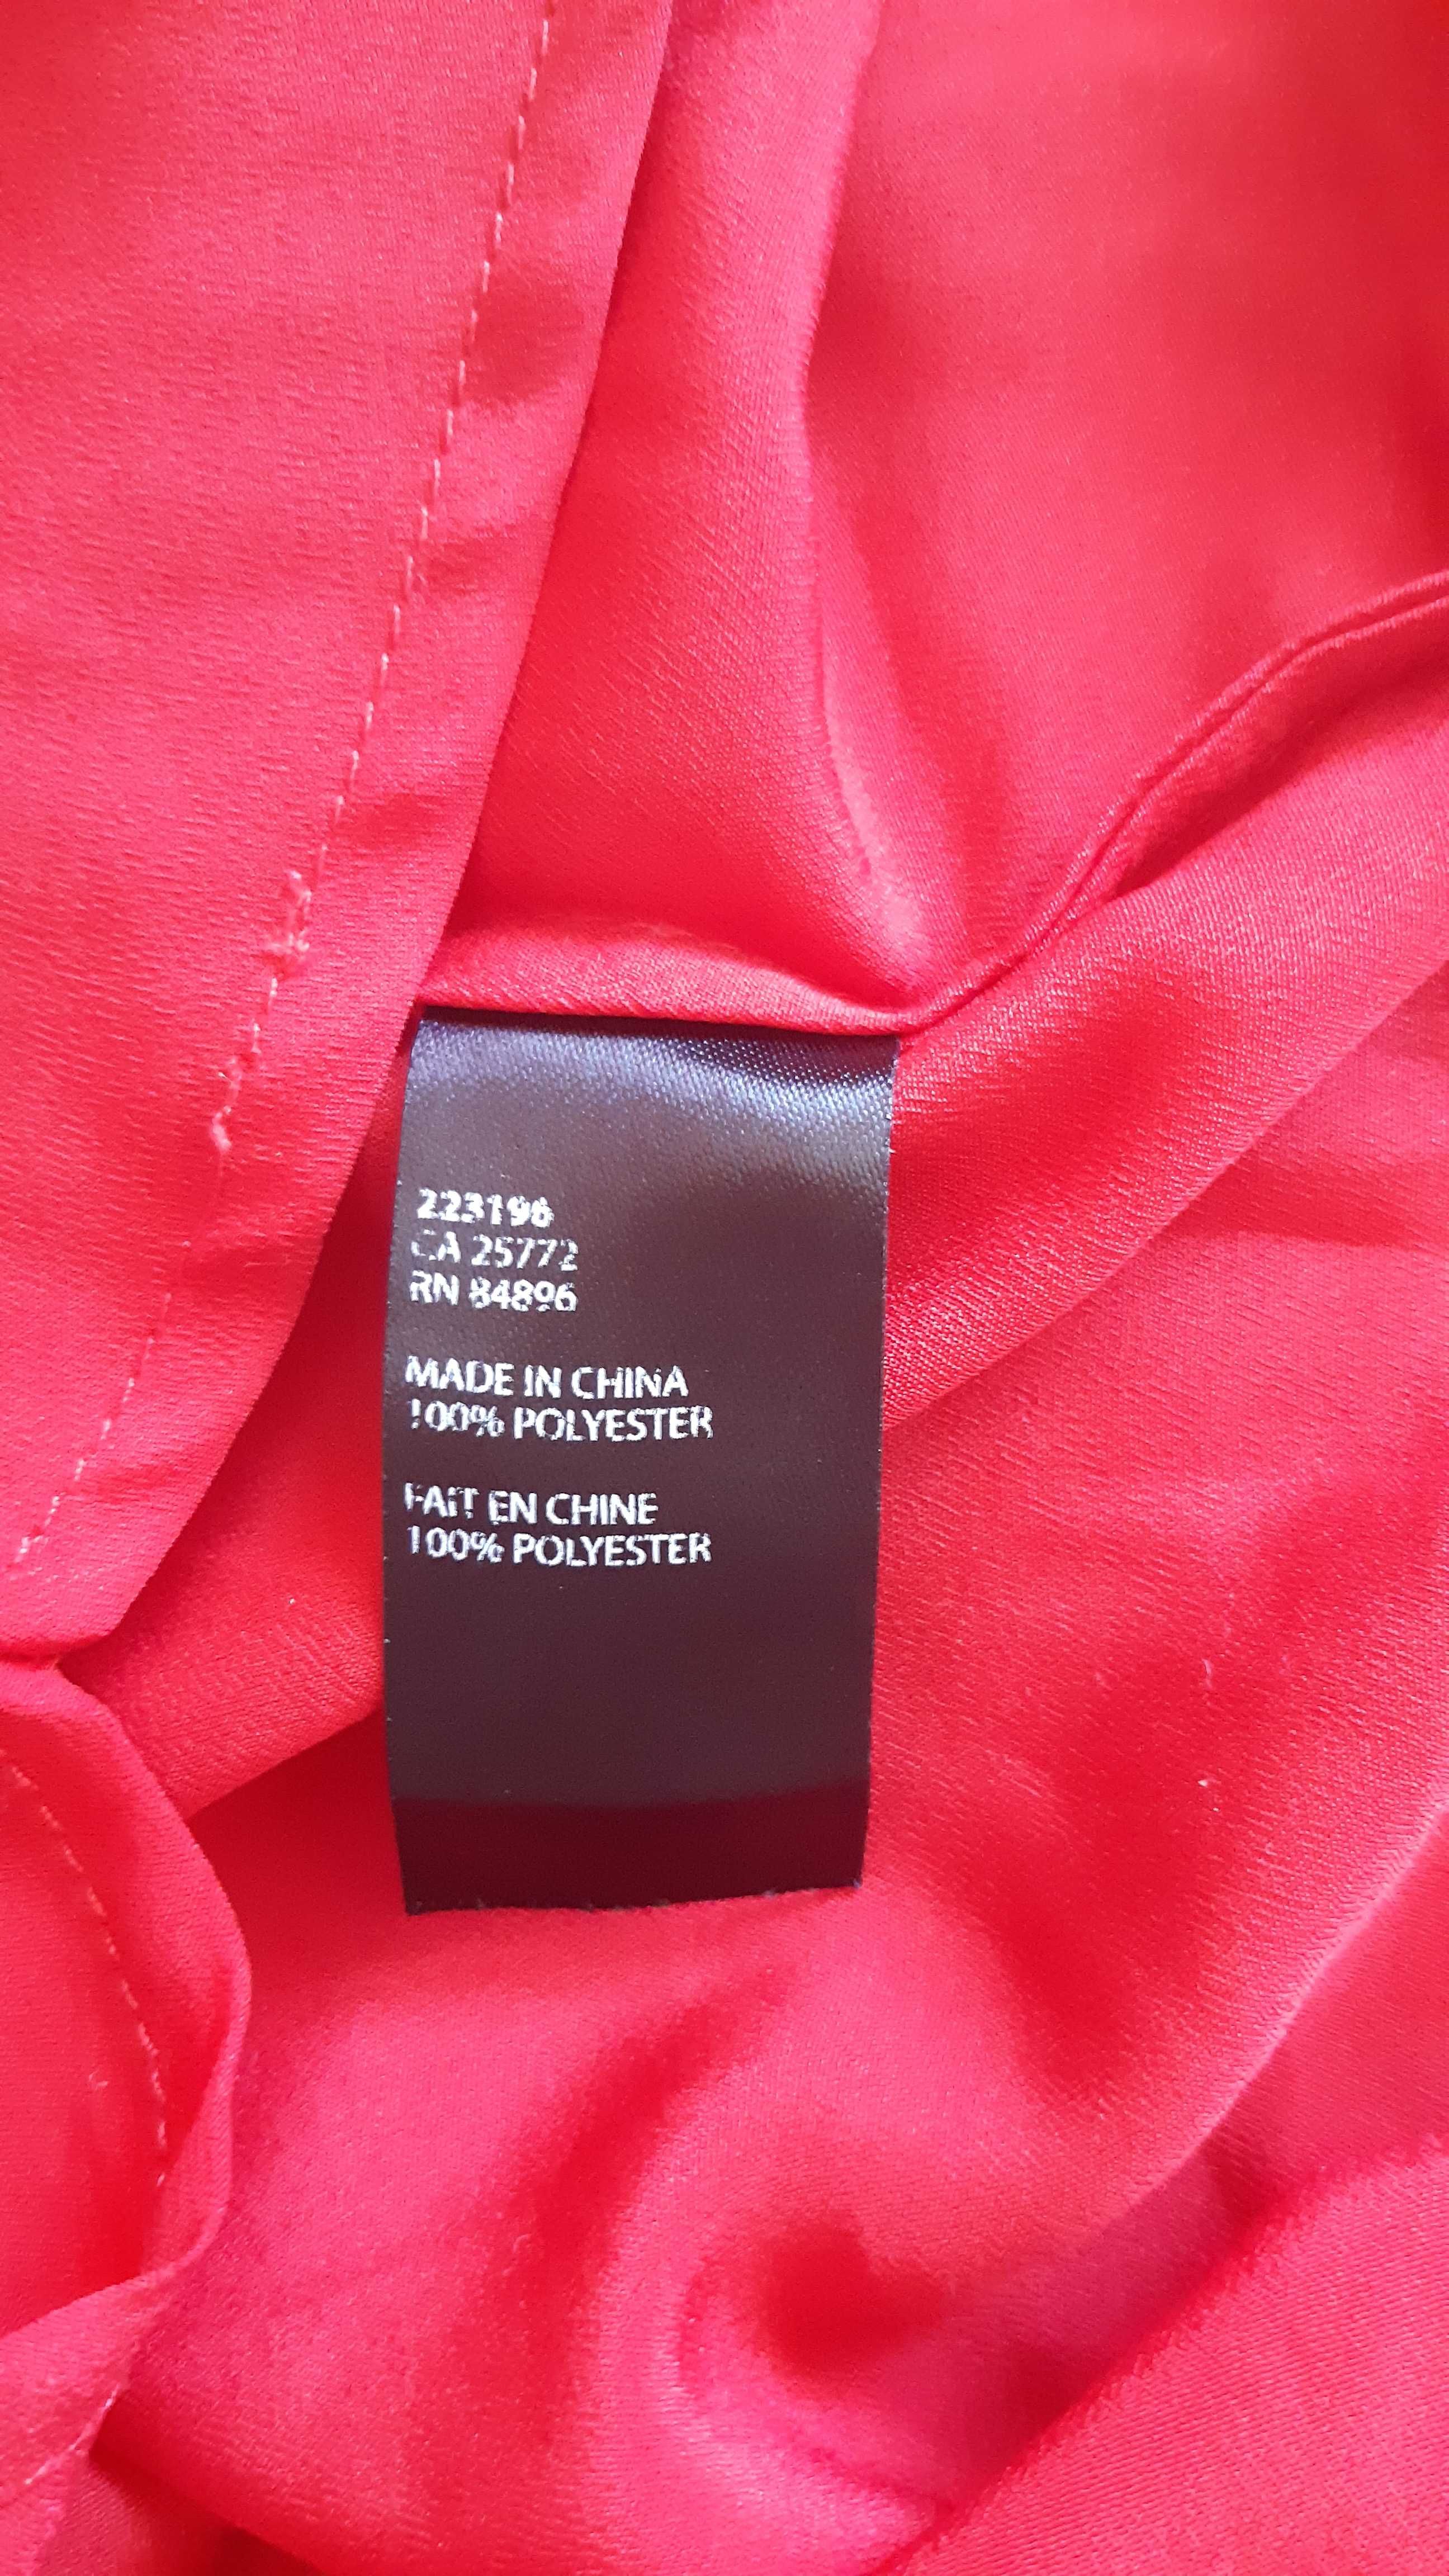 223196
CA 25772
RN 84896
MADE IN CHINA
100% POLYESTER
FAIT EN CHINE
100% POLYESTER